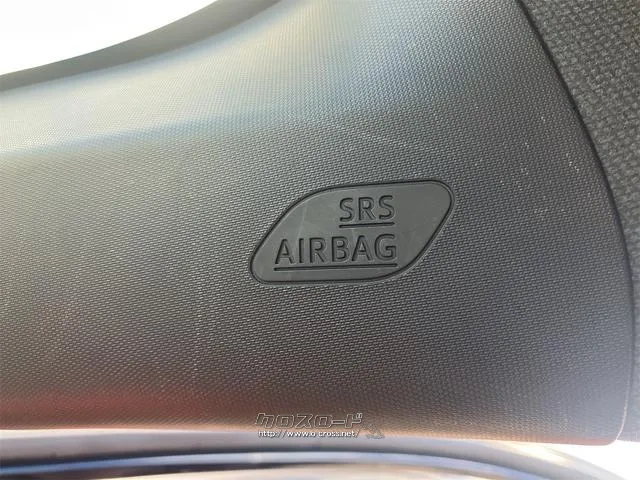 SRS
AIRBAG
クロスロード
http://www.o-cross.net/